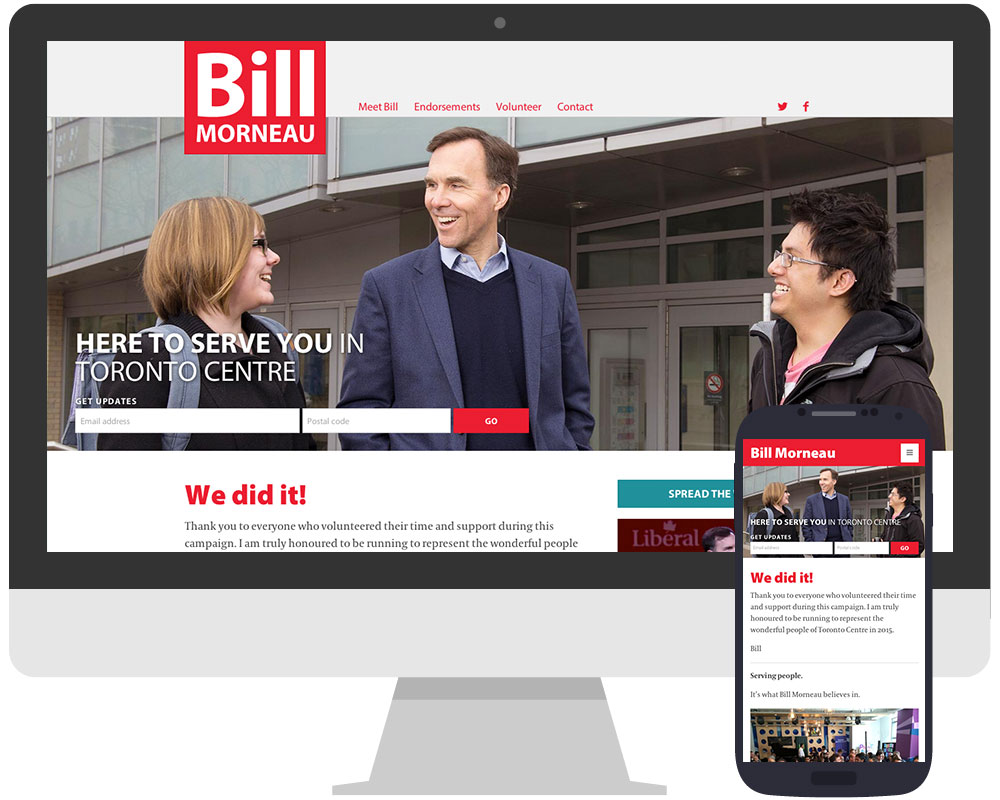 Bill
MORNEAU
Meet Bill Endorsements Volunteer Contact
HERE TO SERVE YOU IN
TORONTO CENTRE
GET UPDATES
Email address Postal code GO
We did it!
Thank you to everyone who volunteered their time and support during this
campaign. I am truly honoured to be running to represent the wonderful people
SPREAD THE
Liberal
Bill Morneau
HERE TO SERVE YOU IN TORONTO CENTRE
GET UPDATES
Email address Postal code GO
We did it!
Thank you to everyone who volunteered their time
and support during this campaign. I am truly
honoured to be running to represent the
wonderful people of Toronto Centre in 2015.
Bill
Serving people.
It's what Bill Morneau believes in.